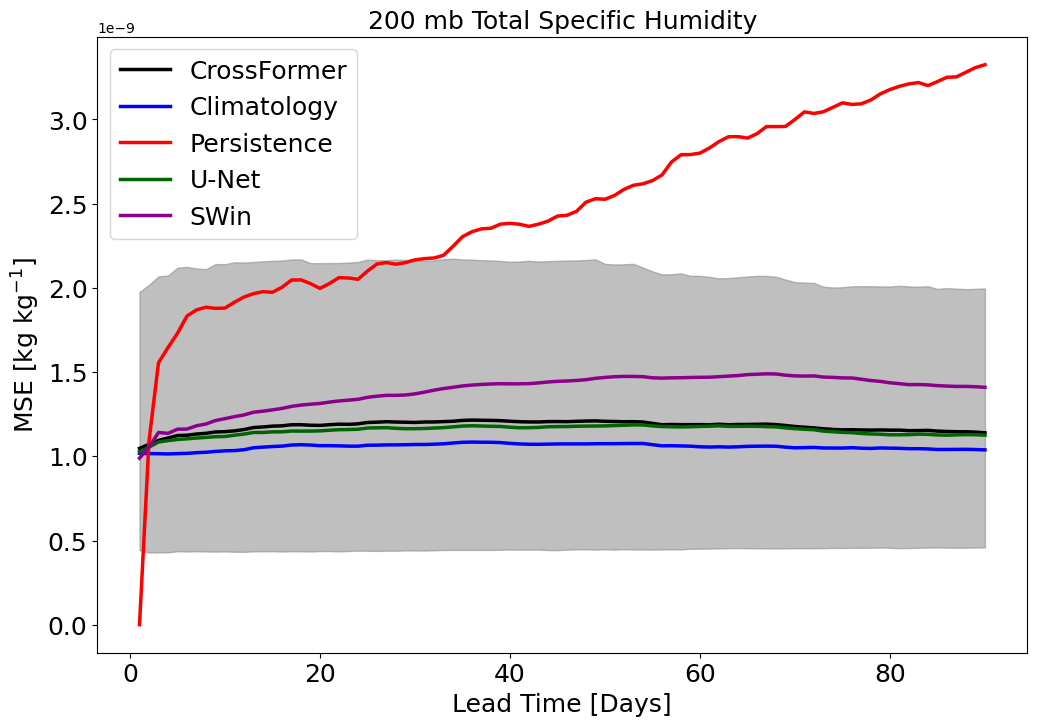 200 mb Total Specific Humidity
1e−9
CrossFormer
Climatology
Persistence
U-Net
SWin
MSE [kg kg⁻¹]
3.0
2.5
2.0
1.5
1.0
0.5
0.0
0 20 40 60 80
Lead Time [Days]